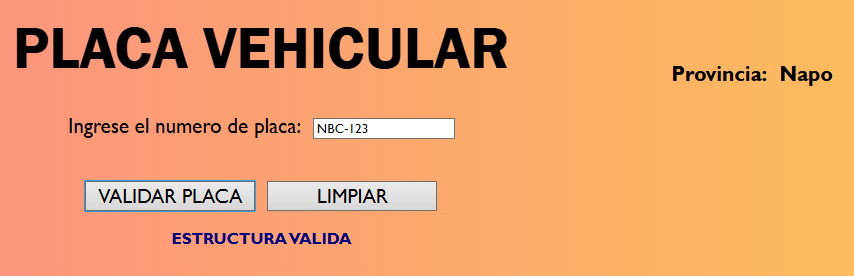 PLACA VEHICULAR
Provincia: Napo
Ingrese el numero de placa: NBC-123
VALIDAR PLACA LIMPIAR
ESTRUCTURA VALIDA